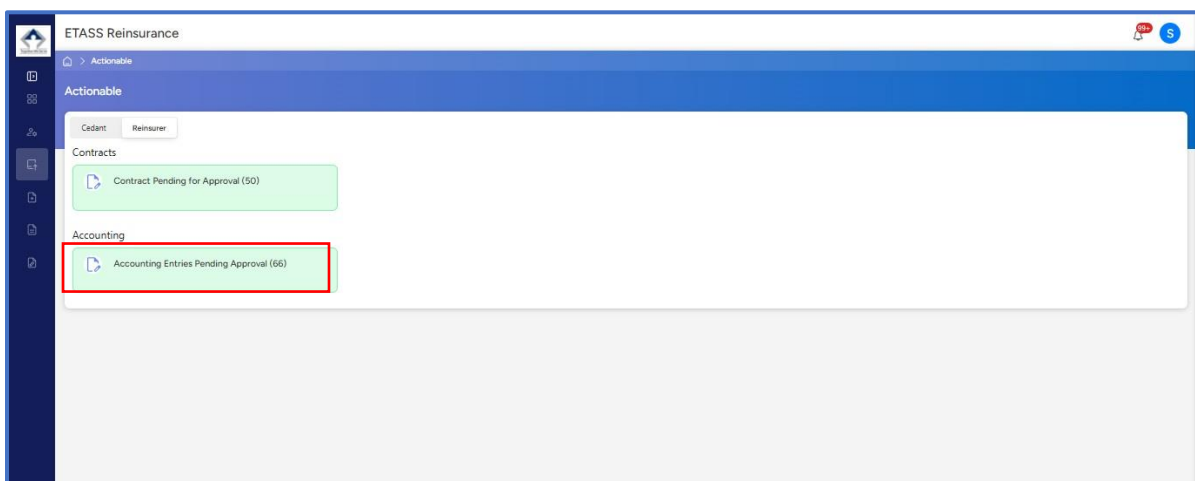 ETASS Reinsurance
99+
S
> Actionable
Actionable
Cedant Reinsurer
Contracts
Contract Pending for Approval (50)
Accounting
Accounting Entries Pending Approval (66)